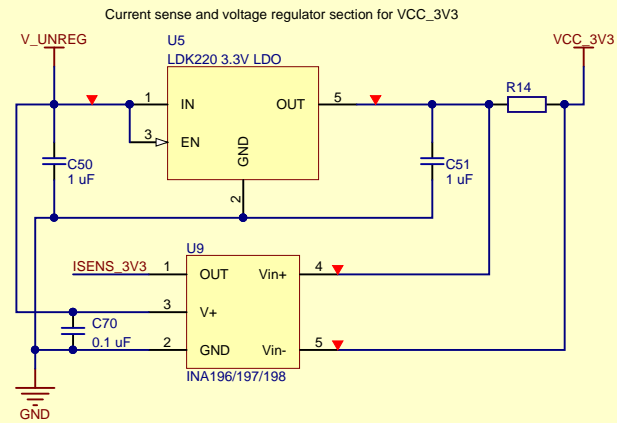 Current sense and voltage regulator section for VCC_3V3
V_UNREG
U5
VCC_3V3
LDK220 3.3V LDO
R14
1 IN OUT 5
3 EN
GND
2
C50
1 uF
C51
1 uF
U9
ISENS_3V3 1 OUT Vin+ 4
3 V+
C70
0.1 uF
2 GND Vin- 5
INA196/197/198
GND